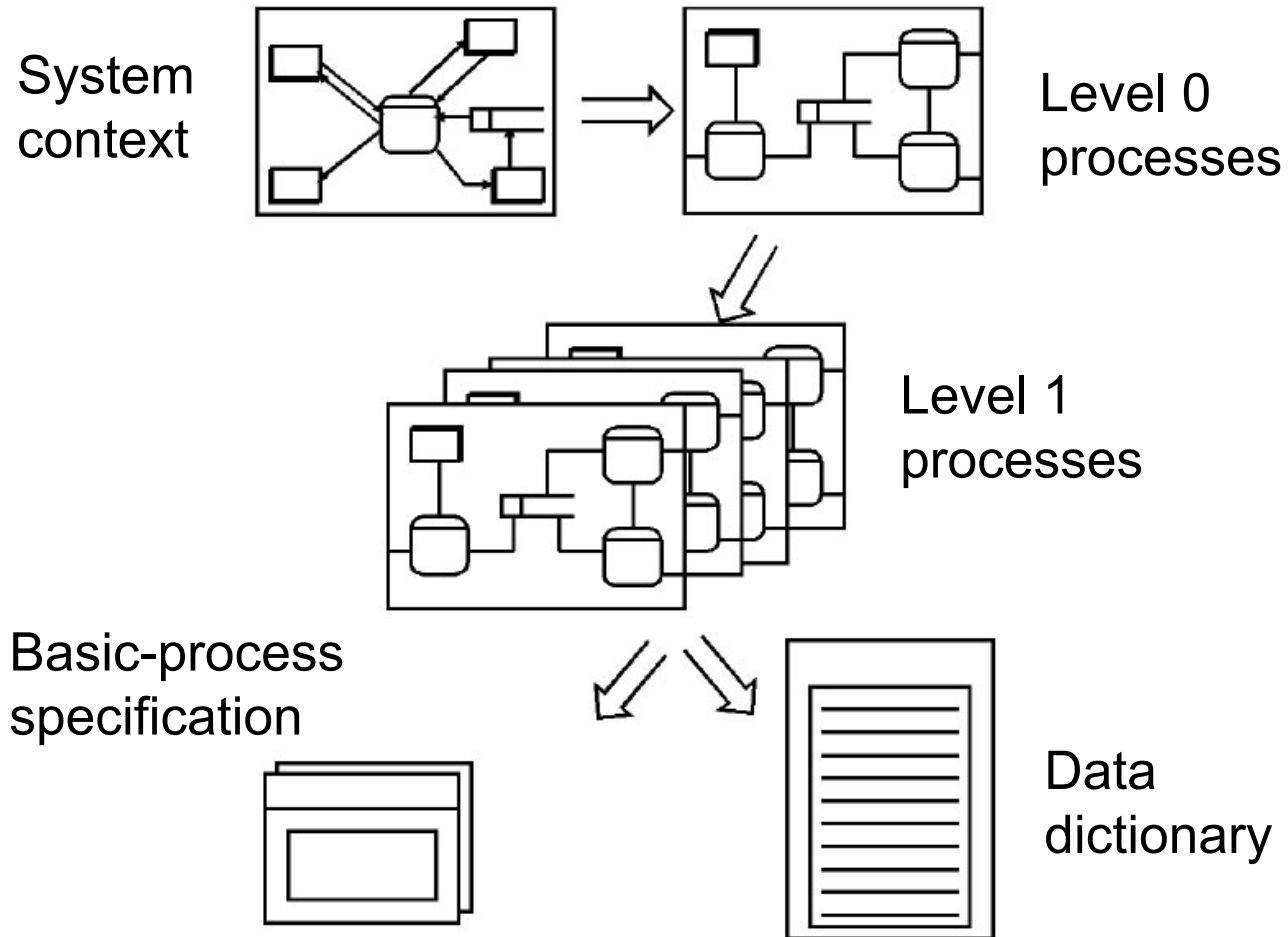 System
context
Level 0
processes
Level 1
processes
Basic-process
specification
Data
dictionary